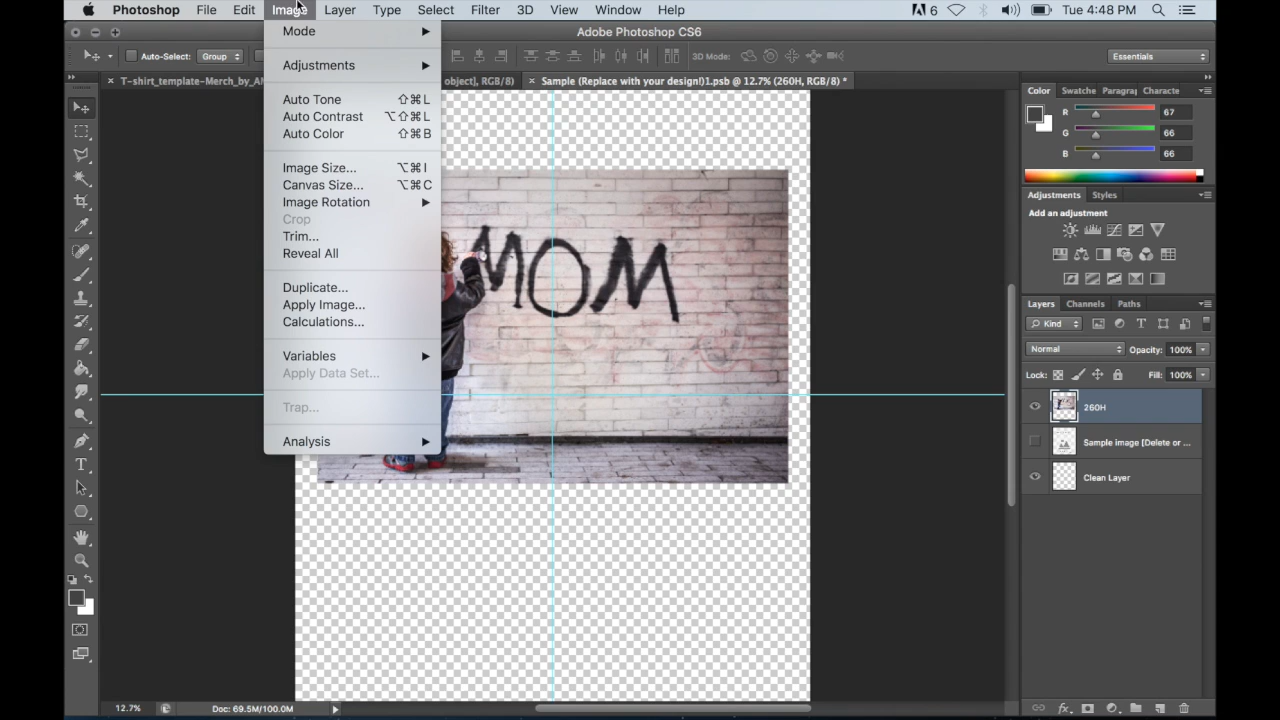 Photoshop File Edit Image Layer Type Select Filter 3D View Window Help 6 Tue 4:48 PM
Adobe Photoshop CS6
Auto-Select: Group 3D Mode: Essentials
T-shirt_template-Merch_by_A object], RGB/8) Sample (Replace with your design!)1.psb @ 12.7% (260H, RGB/8) *
Mode
Adjustments
Auto Tone ⇧⌘L
Auto Contrast ⌥⇧⌘L
Auto Color ⇧⌘B
Image Size... ⌥⌘I
Canvas Size... ⌥⌘C
Image Rotation
Crop
Trim...
Reveal All
Duplicate...
Apply Image...
Calculations...
Variables
Apply Data Set...
Trap...
Analysis
MOM
Color Swatche Paragraj Characte
R 67
G 66
B 66
Adjustments Styles
Add an adjustment
Layers Channels Paths
Kind
Normal Opacity: 100%
Lock: Fill: 100%
260H
Sample image [Delete or ...
Clean Layer
12.7% Doc: 69.5M/100.0M